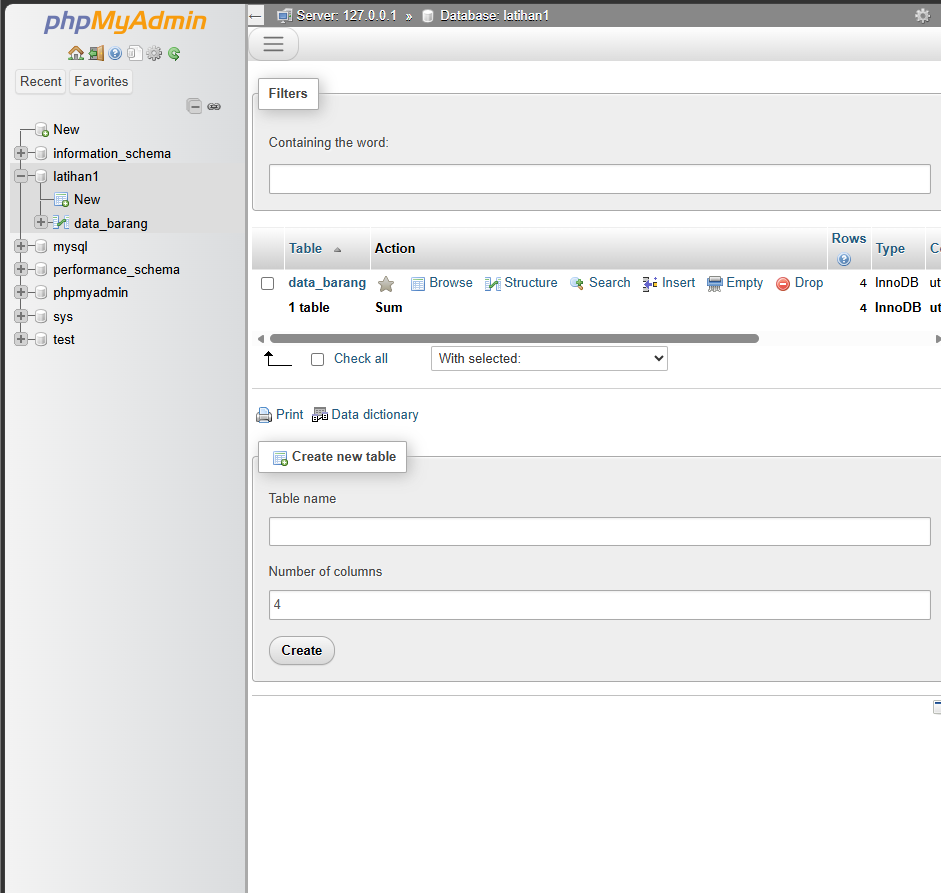 phpMyAdmin
Recent Favorites
New
information_schema
latihan1
New
data_barang
mysql
performance_schema
phpmyadmin
sys
test
Server: 127.0.0.1 » Database: latihan1
Filters
Containing the word:
Table Action Rows Type
data_barang Browse Structure Search Insert Empty Drop 4 InnoDB
1 table Sum 4 InnoDB
Check all With selected:
Print Data dictionary
Create new table
Table name
Number of columns
4
Create